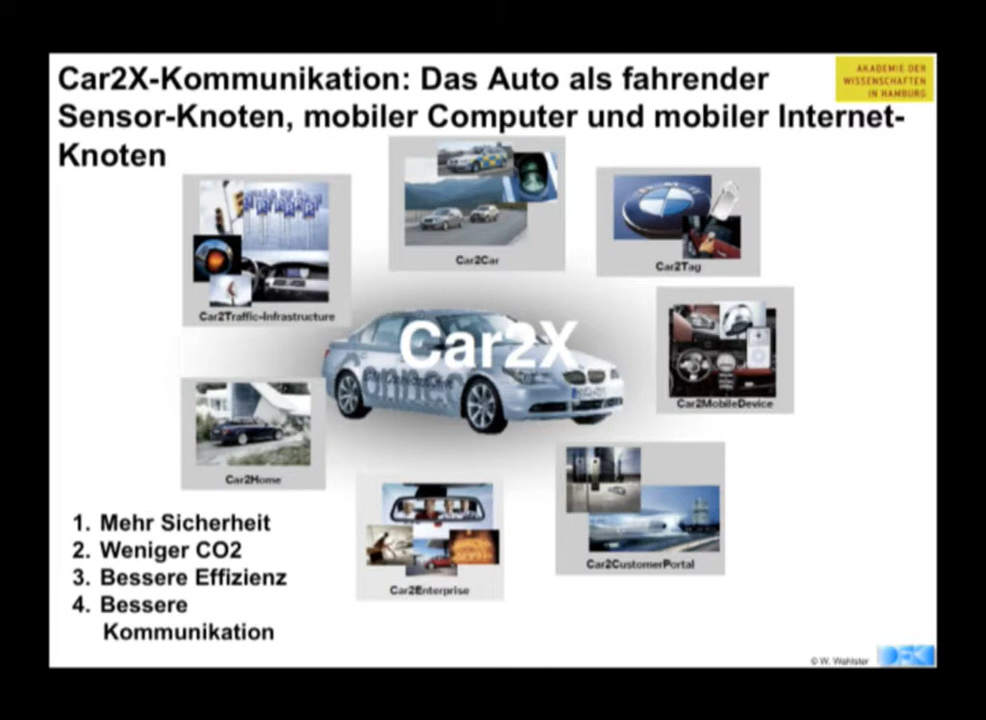 Car2X-Kommunikation: Das Auto als fahrender
Sensor-Knoten, mobiler Computer und mobiler Internet-
Knoten
AKADEMIE DER
WISSENSCHAFTEN
IN HAMBURG
Car2Car
Car2Tag
Car2Traffic-Infrastructure
Car2X
Connec
Car2MobileDevice
Car2Home
Car2Enterprise
Car2CustomerPortal
1. Mehr Sicherheit
2. Weniger CO2
3. Bessere Effizienz
4. Bessere
Kommunikation
© W. Wahlster
DFKI